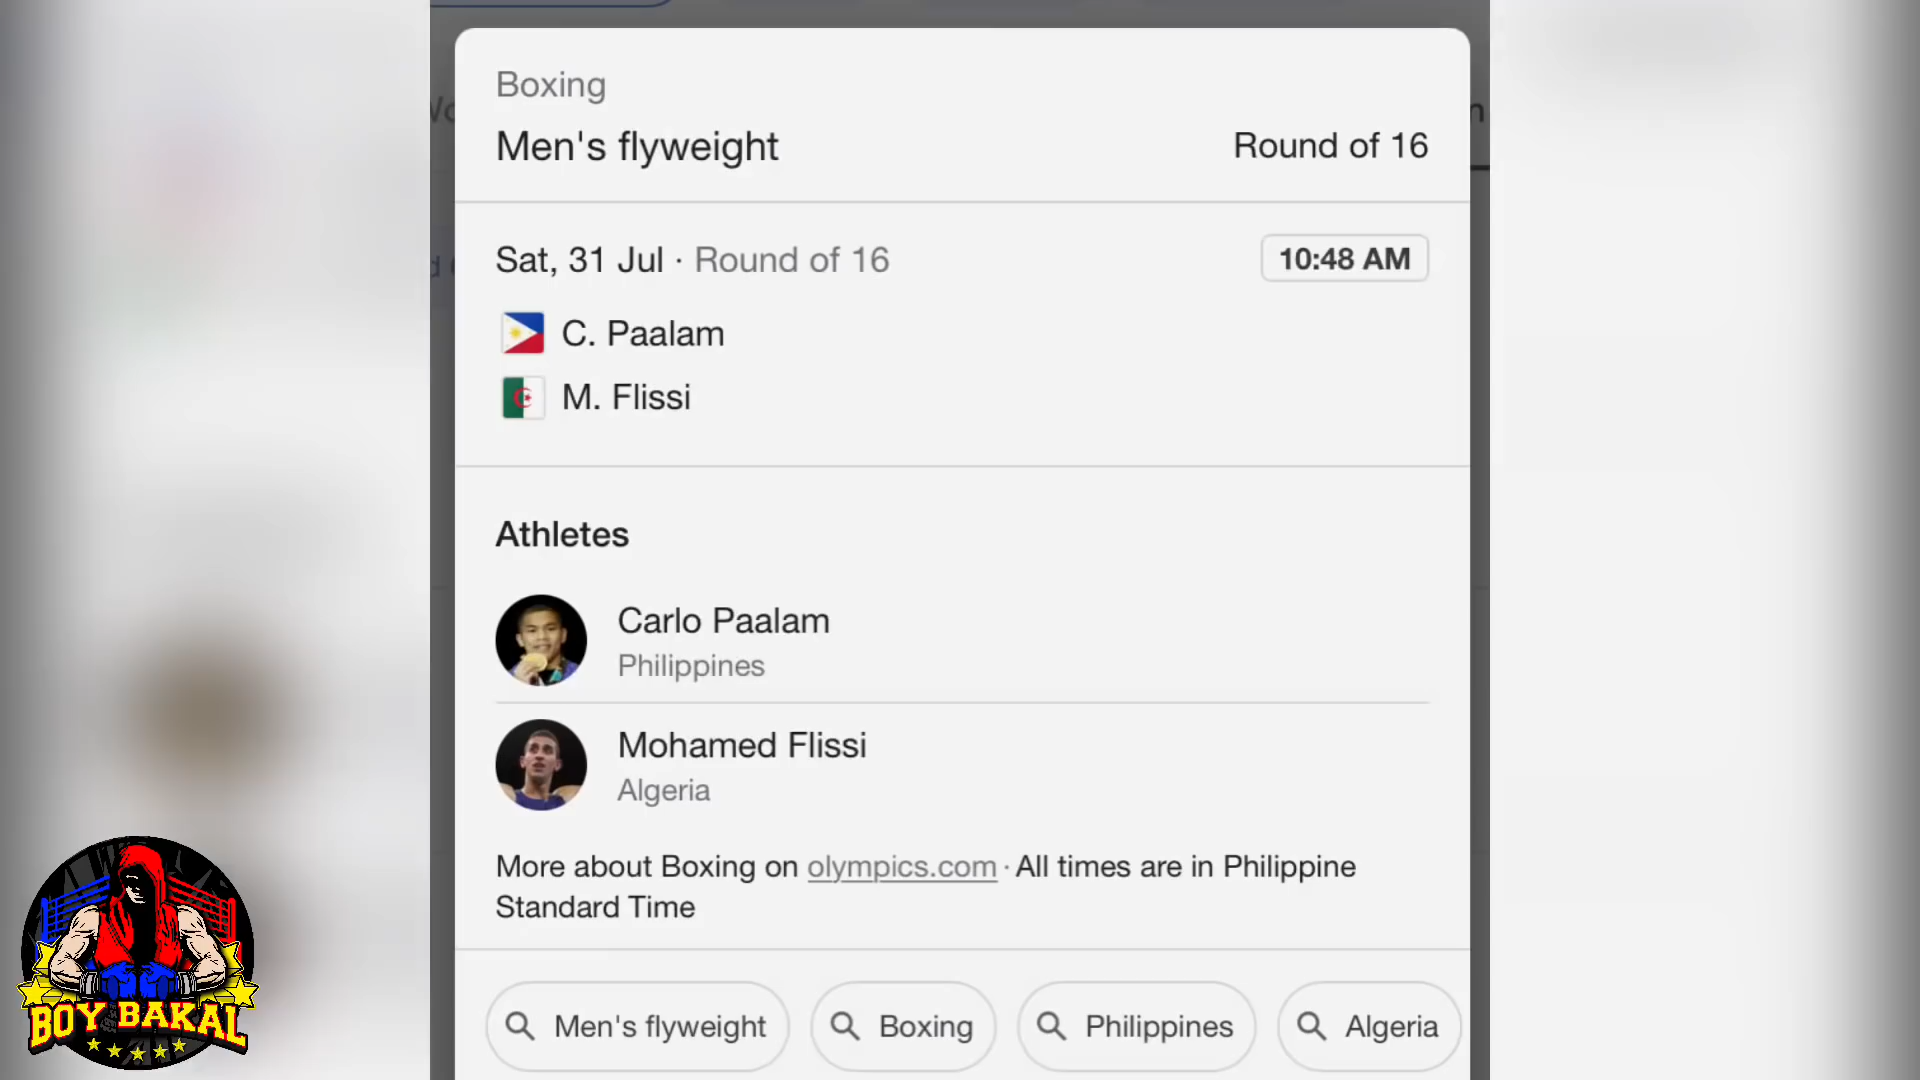 Boxing
Men's flyweight
Round of 16
Sat, 31 Jul · Round of 16
10:48 AM
C. Paalam
M. Flissi
Athletes
Carlo Paalam
Philippines
Mohamed Flissi
Algeria
More about Boxing on olympics.com · All times are in Philippine
Standard Time
Men's flyweight
Boxing
Philippines
Algeria
BOY BAKAL